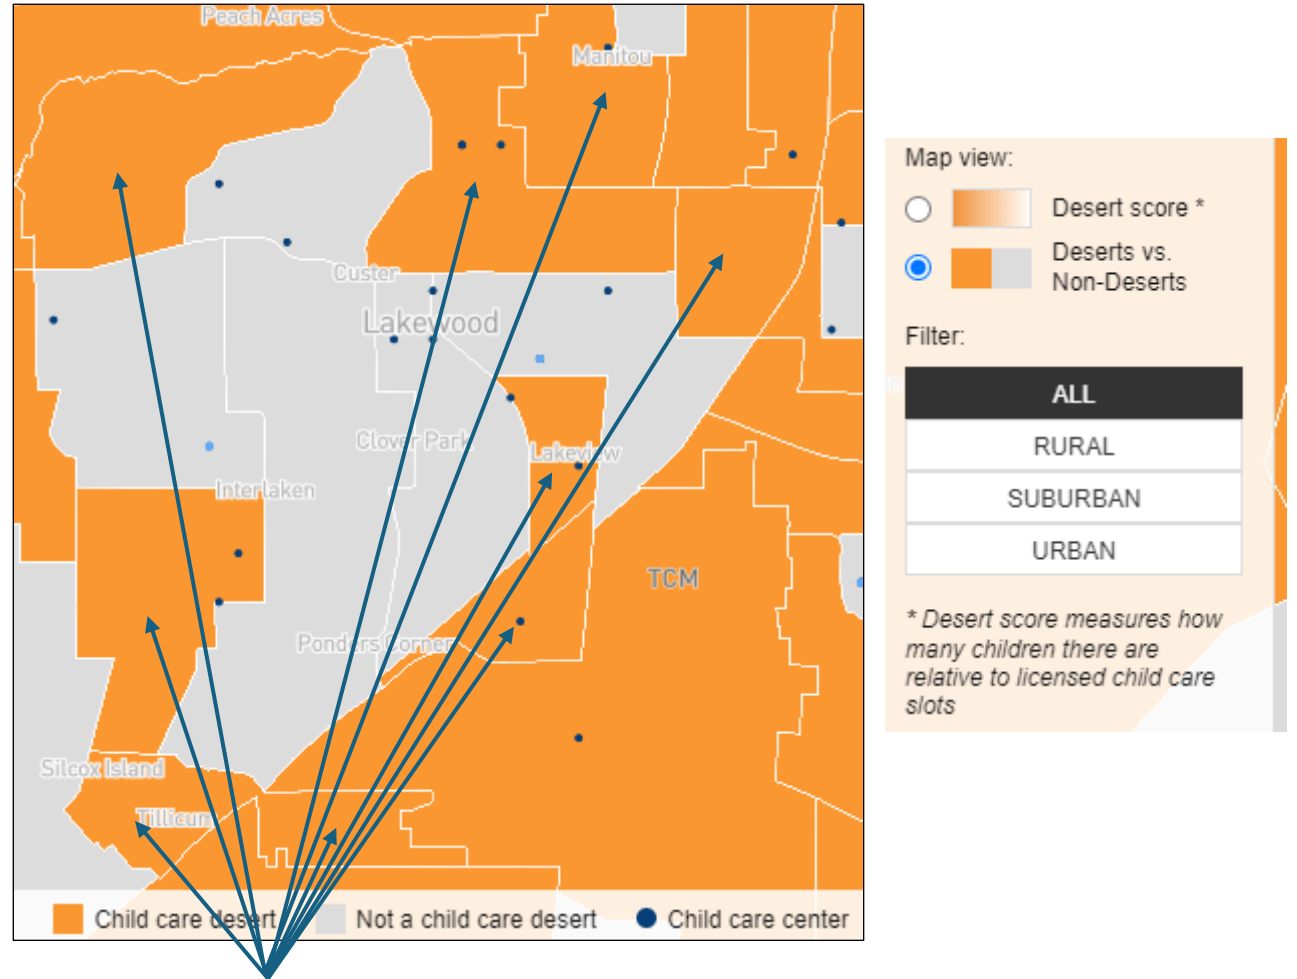 Peach Acres
Manitou
Custer
Lakewood
Clover Park
Lakeview
Interlaken
TCM
Ponders Corner
Silcox Island
Tillicum
Child care desert
Not a child care desert
Child care center
Map view:
Desert score *
Deserts vs.
Non-Deserts
Filter:
ALL
RURAL
SUBURBAN
URBAN
* Desert score measures how
many children there are
relative to licensed child care
slots